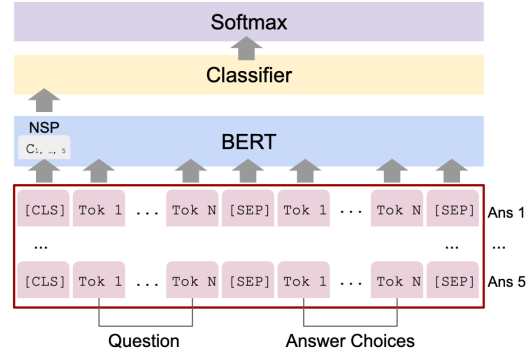 Softmax
Classifier
NSP
C1, …, 5
BERT
[CLS] Tok 1 ... Tok N [SEP] Tok 1 ... Tok N [SEP] Ans 1
... ... ...
[CLS] Tok 1 ... Tok N [SEP] Tok 1 ... Tok N [SEP] Ans 5
Question Answer Choices